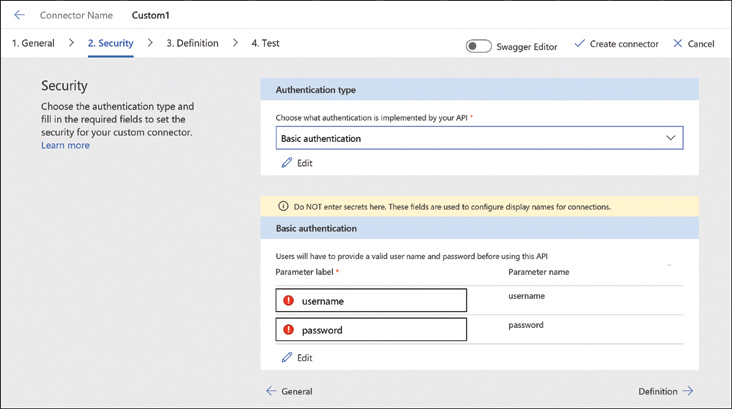 Connector Name Custom1
1. General 2. Security 3. Definition 4. Test Swagger Editor Create connector Cancel
Security
Choose the authentication type and
fill in the required fields to set the
security for your custom connector.
Learn more
Authentication type
Choose what authentication is implemented by your API *
Basic authentication
Edit
Do NOT enter secrets here. These fields are used to configure display names for connections.
Basic authentication
Users will have to provide a valid user name and password before using this API
Parameter label * Parameter name
username username
password password
Edit
General Definition